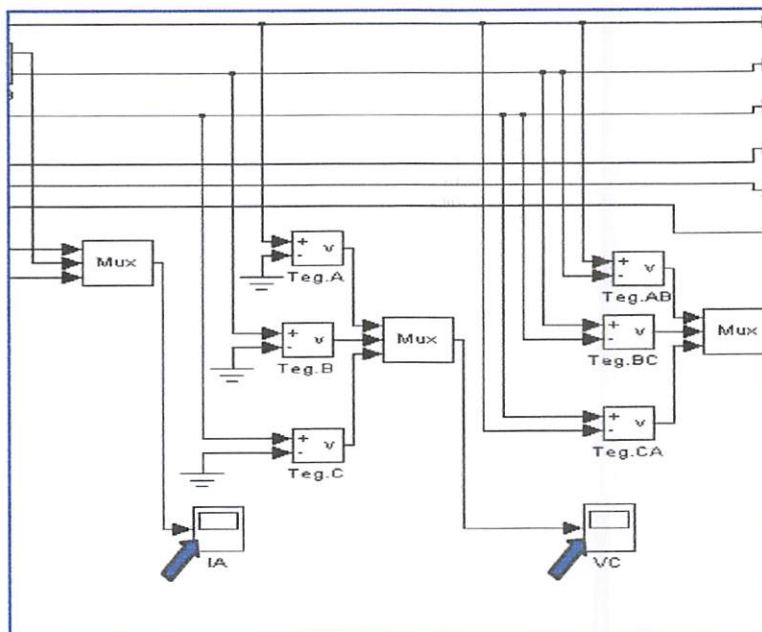 Mux
+
-
v
Teg.A
+
-
v
Teg.B
+
-
v
Teg.C
Mux
+
-
v
Teg.AB
+
-
v
Teg.BC
+
-
v
Teg.CA
Mux
IA
VC